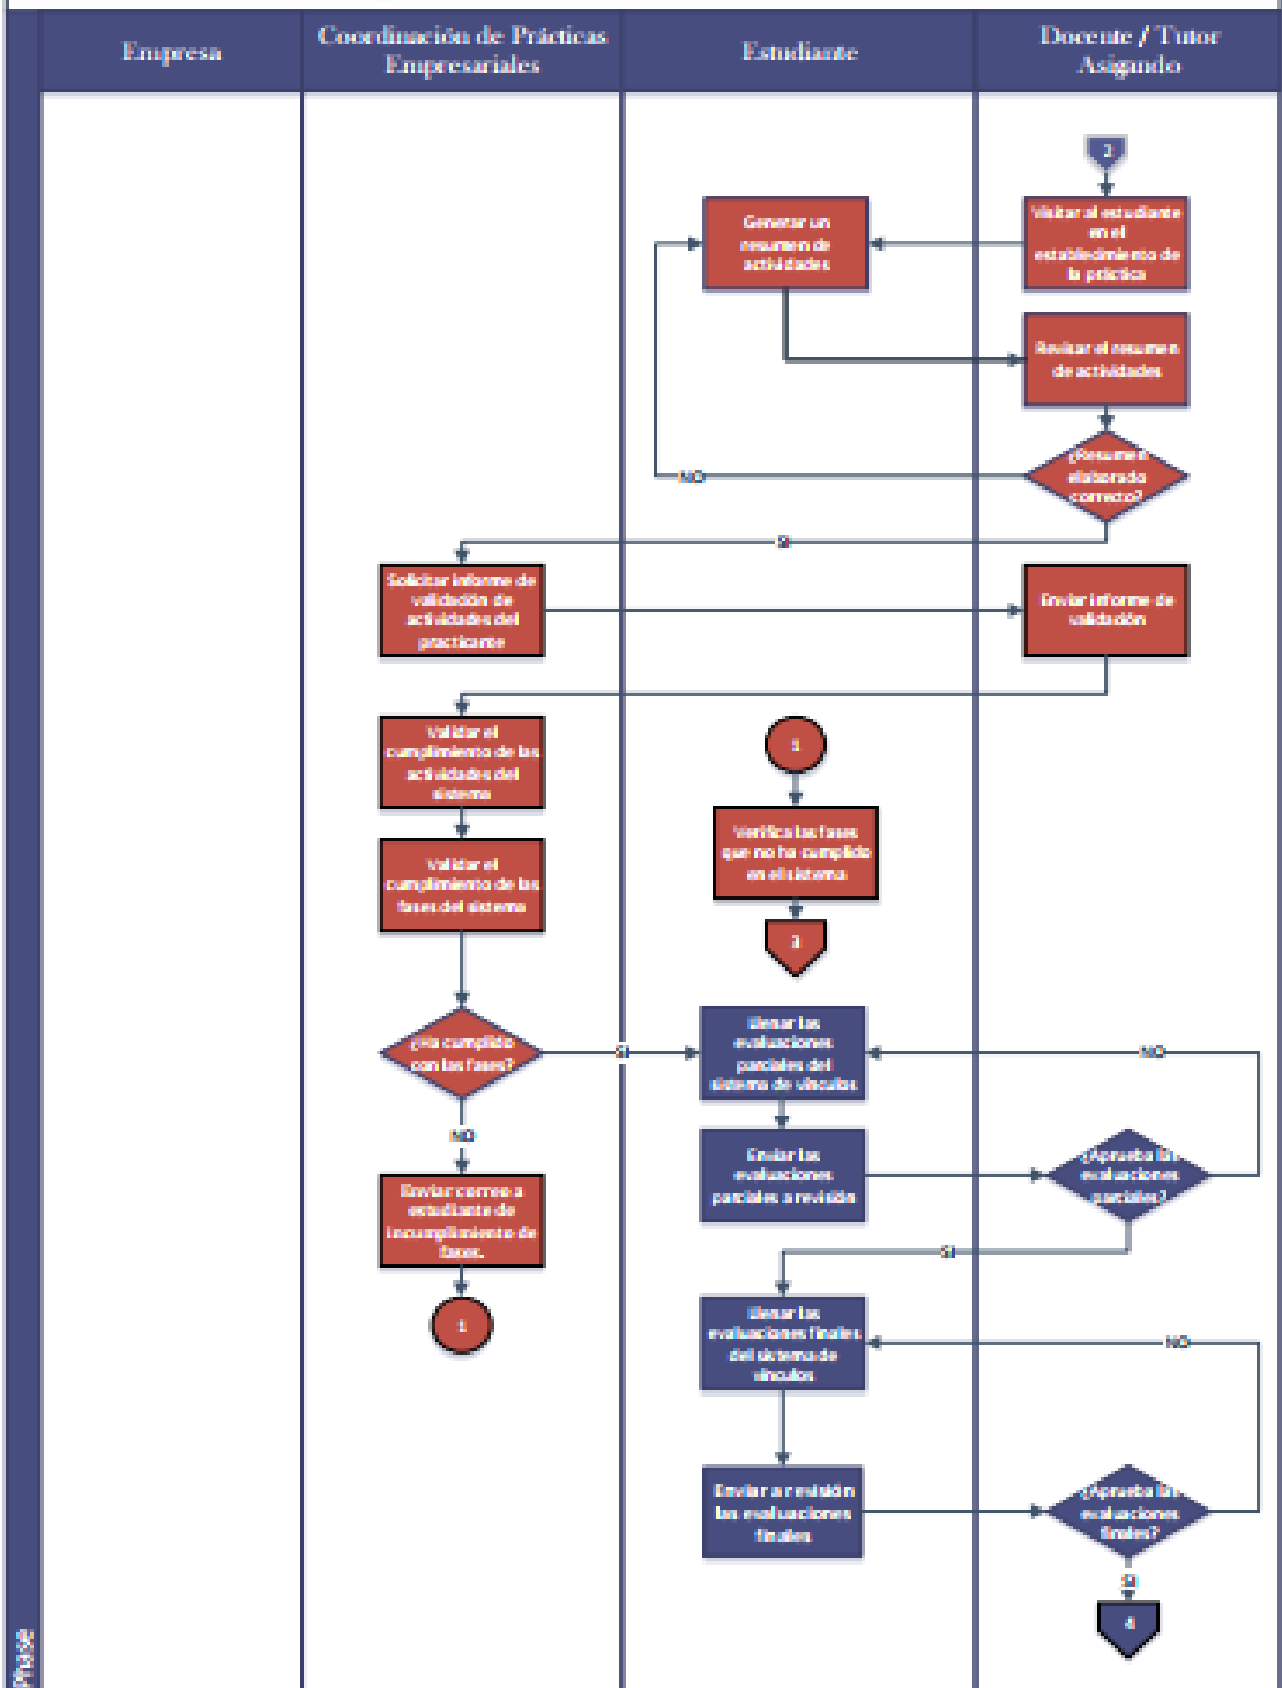 Empresa
Coordinación de Prácticas
Empresariales
Estudiante
Docente / Tutor
Asigando
2
Generar un
resumen de
actividades
Visitar al estudiante
en el
establecimiento de
la práctica
Revisar el resumen
de actividades
¿Resumen
elaborado
correcto?
NO
SI
Solicitar informe de
validación de
actividades del
practicante
Enviar informe de
validación
Validar el
cumplimiento de las
actividades del
sistema
1
Verifica las fases
que no ha cumplido
en el sistema
3
Validar el
cumplimiento de las
fases del sistema
¿Ha cumplido
con las fases?
SI
Llenar las
evaluaciones
parciales del
sistema de vínculos
NO
NO
Enviar las
evaluaciones
parciales a revisión
¿Aprueba las
evaluaciones
parciales?
Enviar correo a
estudiante de
incumplimiento de
fases.
SI
1
Llenar las
evaluaciones finales
del sistema de
vínculos
NO
Enviar a revisión
las evaluaciones
finales
¿Aprueba las
evaluaciones
finales?
SI
4
Phase